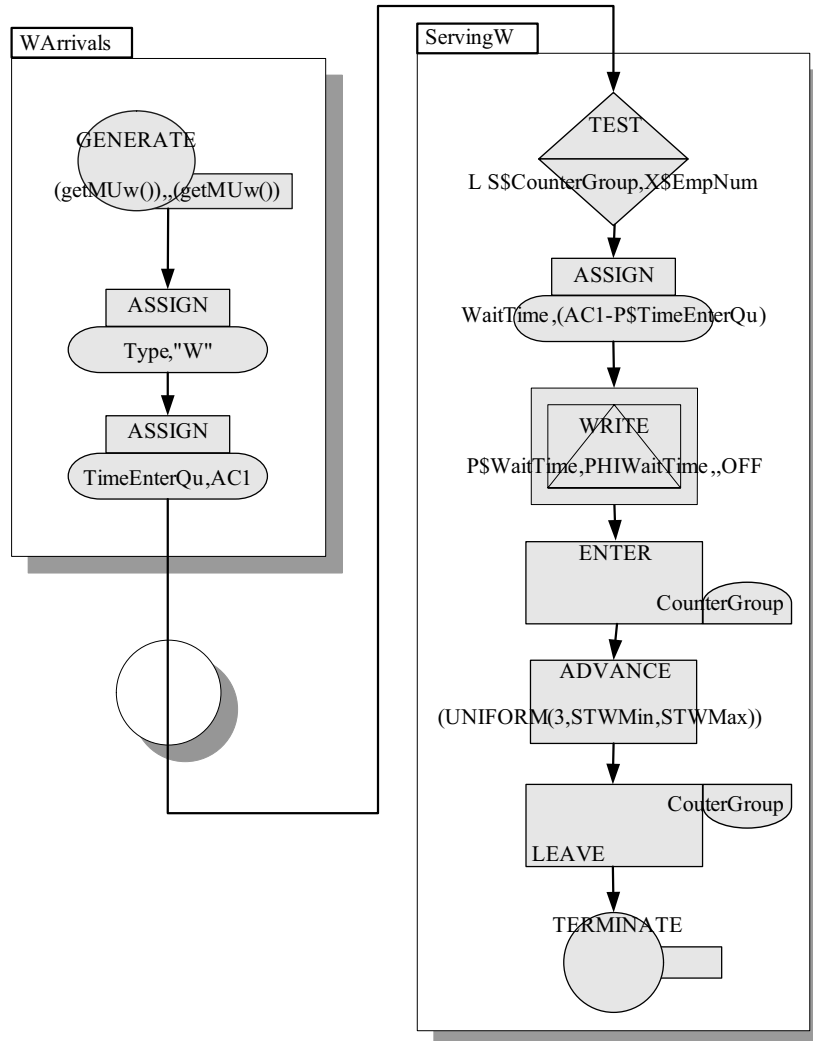 WArrivals
GENERATE
(getMUw()),,(getMUw())
ASSIGN
Type,"W"
ASSIGN
TimeEnterQu,AC1
ServingW
TEST
L S$CounterGroup,X$EmpNum
ASSIGN
WaitTime,(AC1-P$TimeEnterQu)
WRITE
P$WaitTime,PHIWaitTime,,OFF
ENTER
CounterGroup
ADVANCE
(UNIFORM(3,STWMin,STWMax))
CouterGroup
LEAVE
TERMINATE